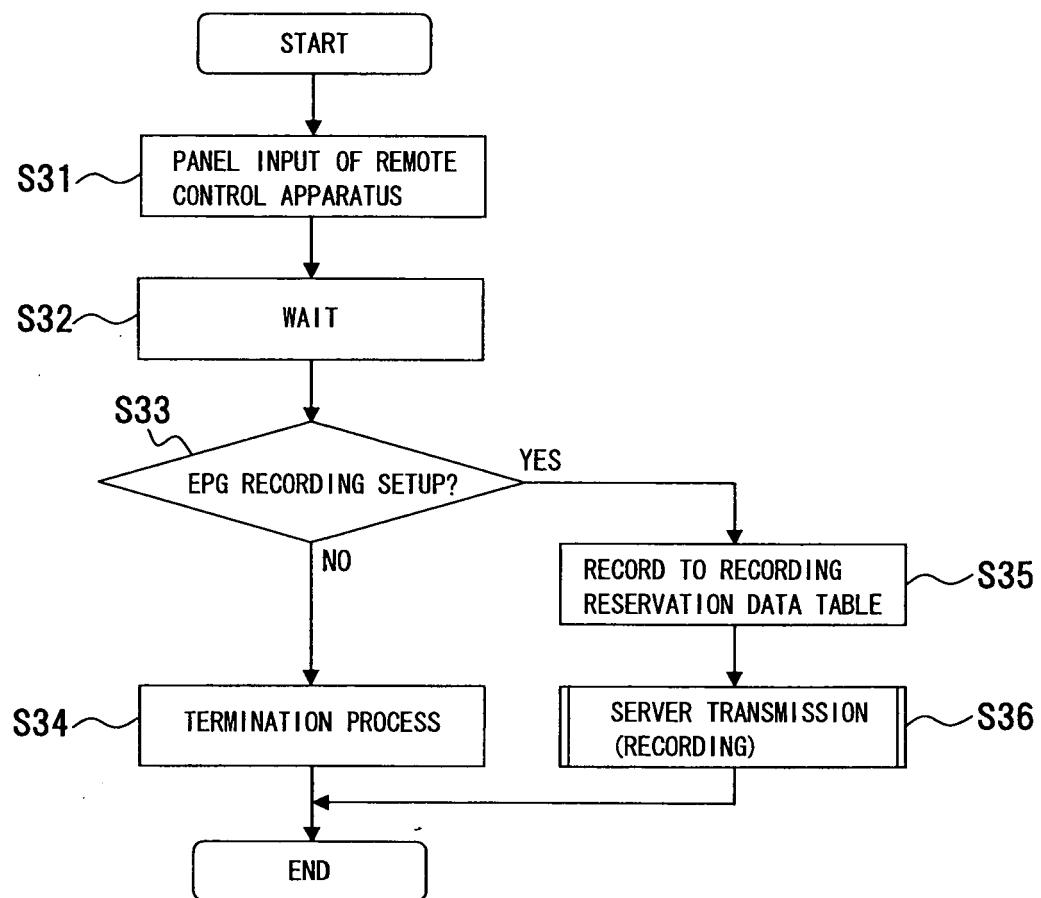 START
S31
PANEL INPUT OF REMOTE
CONTROL APPARATUS
S32
WAIT
S33
EPG RECORDING SETUP?
YES
NO
RECORD TO RECORDING
RESERVATION DATA TABLE
S35
S34
TERMINATION PROCESS
SERVER TRANSMISSION
(RECORDING)
S36
END